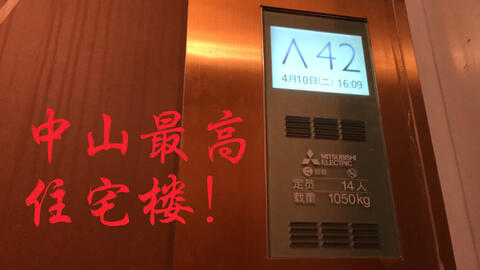 中山最高
住宅楼!
42
4月10日(二) 16:09
MITSUBISHI
ELECTRIC
定员 14人
载重 1050kg